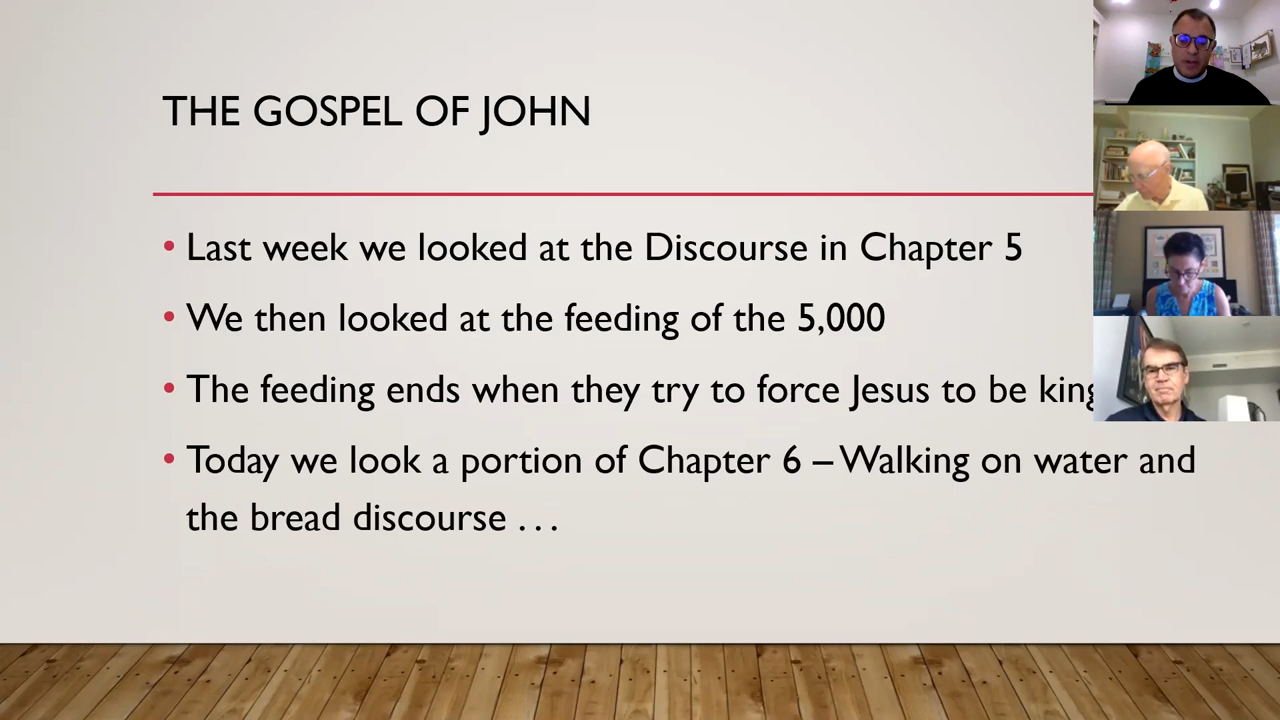 THE GOSPEL OF JOHN
• Last week we looked at the Discourse in Chapter 5
• We then looked at the feeding of the 5,000
• The feeding ends when they try to force Jesus to be king
• Today we look a portion of Chapter 6 – Walking on water and
the bread discourse . . .